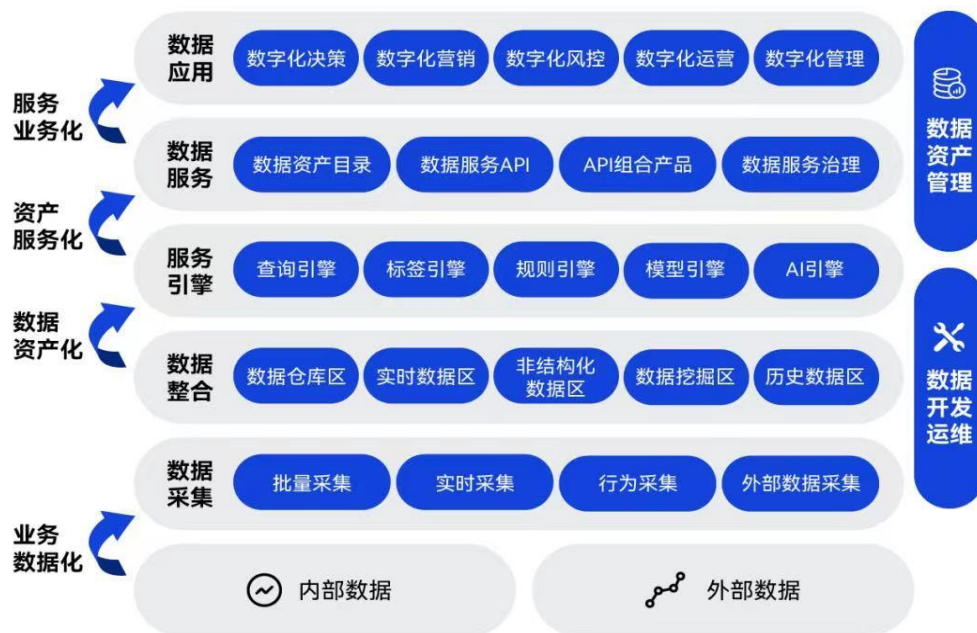 数据
应用
数字化决策
数字化营销
数字化风控
数字化运营
数字化管理
服务
业务化
数据
服务
数据资产目录
数据服务API
API组合产品
数据服务治理
资产
服务化
服务
引擎
查询引擎
标签引擎
规则引擎
模型引擎
AI引擎
数据
资产化
数据
整合
数据仓库区
实时数据区
非结构化
数据区
数据挖掘区
历史数据区
数据
采集
批量采集
实时采集
行为采集
外部数据采集
业务
数据化
内部数据
外部数据
数据
资产
管理
数据
开发
运维